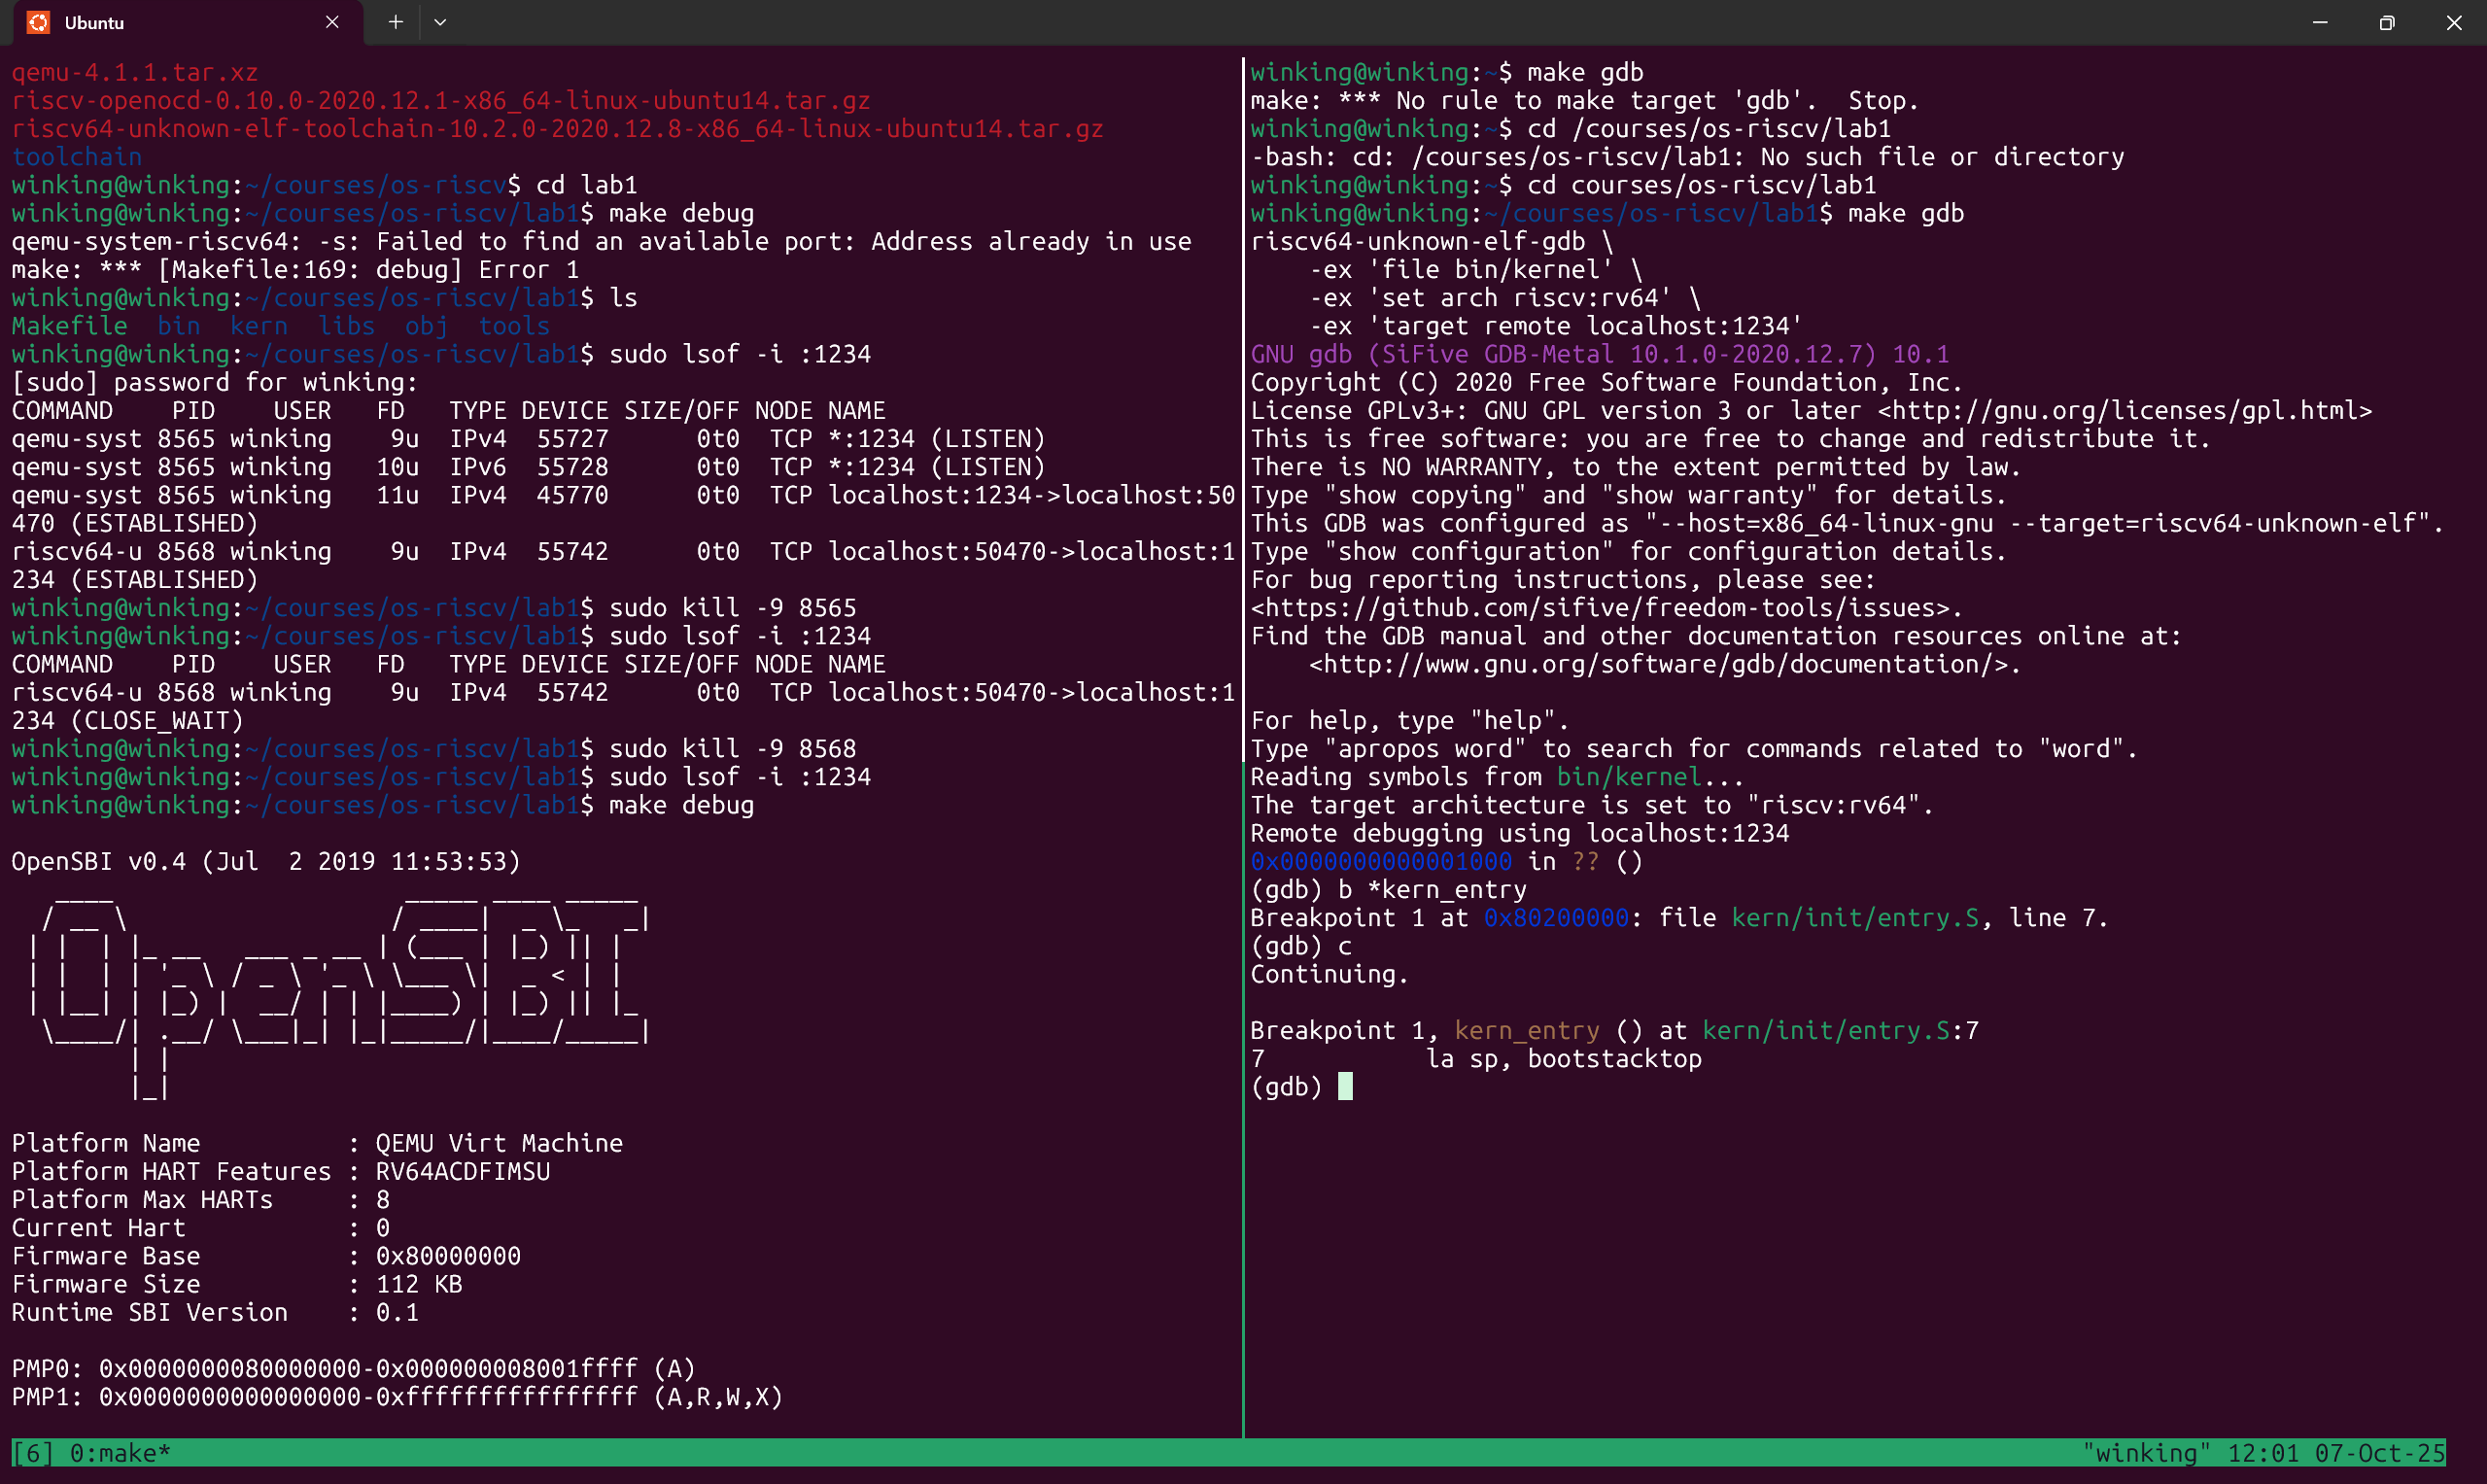 Ubuntu
qemu-4.1.1.tar.xz
riscv-openocd-0.10.0-2020.12.1-x86_64-linux-ubuntu14.tar.gz
riscv64-unknown-elf-toolchain-10.2.0-2020.12.8-x86_64-linux-ubuntu14.tar.gz
toolchain
winking@winking:~/courses/os-riscv$ cd lab1
winking@winking:~/courses/os-riscv/lab1$ make debug
qemu-system-riscv64: -s: Failed to find an available port: Address already in use
make: *** [Makefile:169: debug] Error 1
winking@winking:~/courses/os-riscv/lab1$ ls
Makefile  bin  kern  libs  obj  tools
winking@winking:~/courses/os-riscv/lab1$ sudo lsof -i :1234
[sudo] password for winking:
COMMAND    PID    USER   FD   TYPE DEVICE SIZE/OFF NODE NAME
qemu-syst 8565 winking    9u  IPv4  55727      0t0  TCP *:1234 (LISTEN)
qemu-syst 8565 winking   10u  IPv6  55728      0t0  TCP *:1234 (LISTEN)
qemu-syst 8565 winking   11u  IPv4  45770      0t0  TCP localhost:1234->localhost:50
470 (ESTABLISHED)
riscv64-u 8568 winking    9u  IPv4  55742      0t0  TCP localhost:50470->localhost:1
234 (ESTABLISHED)
winking@winking:~/courses/os-riscv/lab1$ sudo kill -9 8565
winking@winking:~/courses/os-riscv/lab1$ sudo lsof -i :1234
COMMAND    PID    USER   FD   TYPE DEVICE SIZE/OFF NODE NAME
riscv64-u 8568 winking    9u  IPv4  55742      0t0  TCP localhost:50470->localhost:1
234 (CLOSE_WAIT)
winking@winking:~/courses/os-riscv/lab1$ sudo kill -9 8568
winking@winking:~/courses/os-riscv/lab1$ sudo lsof -i :1234
winking@winking:~/courses/os-riscv/lab1$ make debug
OpenSBI v0.4 (Jul  2 2019 11:53:53)
OpenSBI
Platform Name          : QEMU Virt Machine
Platform HART Features : RV64ACDFIMSU
Platform Max HARTs     : 8
Current Hart           : 0
Firmware Base          : 0x80000000
Firmware Size          : 112 KB
Runtime SBI Version    : 0.1
PMP0: 0x0000000080000000-0x000000008001ffff (A)
PMP1: 0x0000000000000000-0xffffffffffffffff (A,R,W,X)
winking@winking:~$ make gdb
make: *** No rule to make target 'gdb'.  Stop.
winking@winking:~$ cd /courses/os-riscv/lab1
-bash: cd: /courses/os-riscv/lab1: No such file or directory
winking@winking:~$ cd courses/os-riscv/lab1
winking@winking:~/courses/os-riscv/lab1$ make gdb
riscv64-unknown-elf-gdb \
    -ex 'file bin/kernel' \
    -ex 'set arch riscv:rv64' \
    -ex 'target remote localhost:1234'
GNU gdb (SiFive GDB-Metal 10.1.0-2020.12.7) 10.1
Copyright (C) 2020 Free Software Foundation, Inc.
License GPLv3+: GNU GPL version 3 or later <http://gnu.org/licenses/gpl.html>
This is free software: you are free to change and redistribute it.
There is NO WARRANTY, to the extent permitted by law.
Type "show copying" and "show warranty" for details.
This GDB was configured as "--host=x86_64-linux-gnu --target=riscv64-unknown-elf".
Type "show configuration" for configuration details.
For bug reporting instructions, please see:
<https://github.com/sifive/freedom-tools/issues>.
Find the GDB manual and other documentation resources online at:
    <http://www.gnu.org/software/gdb/documentation/>.
For help, type "help".
Type "apropos word" to search for commands related to "word".
Reading symbols from bin/kernel...
The target architecture is set to "riscv:rv64".
Remote debugging using localhost:1234
0x0000000000001000 in ?? ()
(gdb) b *kern_entry
Breakpoint 1 at 0x80200000: file kern/init/entry.S, line 7.
(gdb) c
Continuing.
Breakpoint 1, kern_entry () at kern/init/entry.S:7
7           la sp, bootstacktop
(gdb)
[6] 0:make*
"winking" 12:01 07-Oct-25